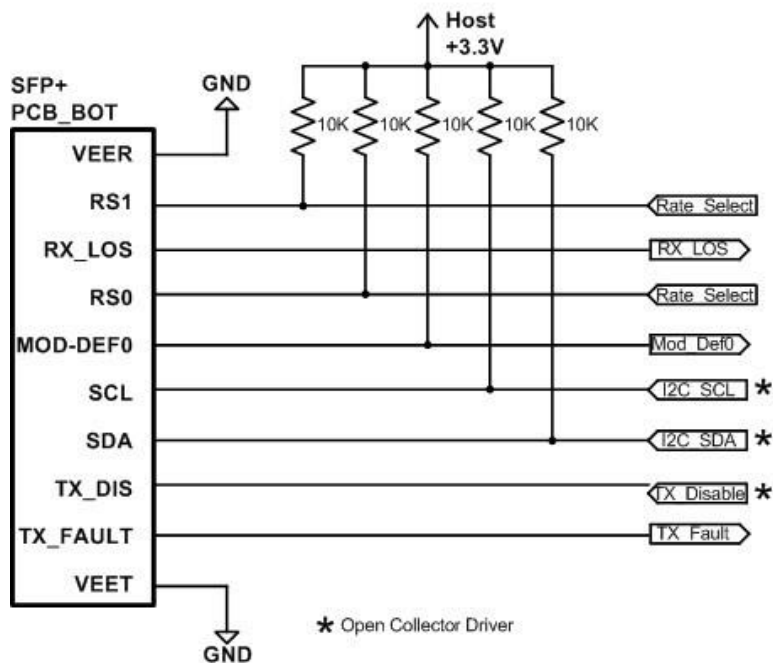 Host
+3.3V
SFP+
PCB_BOT
GND
10K 10K 10K 10K 10K
VEER
RS1 Rate_Select
RX_LOS RX_LOS
RS0 Rate_Select
MOD-DEF0 Mod_Def0
SCL I2C_SCL *
SDA I2C_SDA *
TX_DIS TX_Disable *
TX_FAULT TX_Fault
VEET
* Open Collector Driver
GND